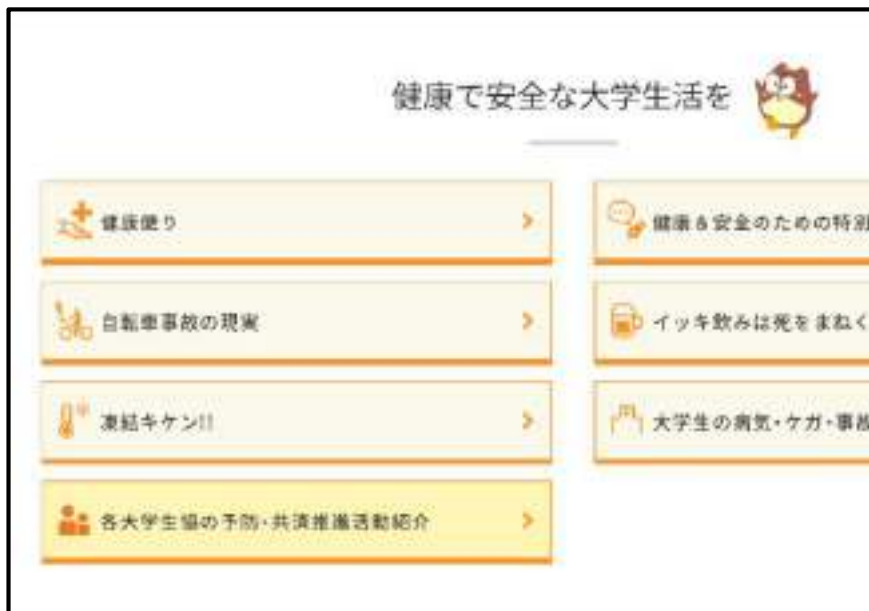 健康で安全な大学生活を
健康便り
健康&安全のための特別
自転車事故の現実
イッキ飲みは死をまねく
凍結キケン!!
大学生の病気・ケガ・事故
各大学生協の予防・共済推進活動紹介